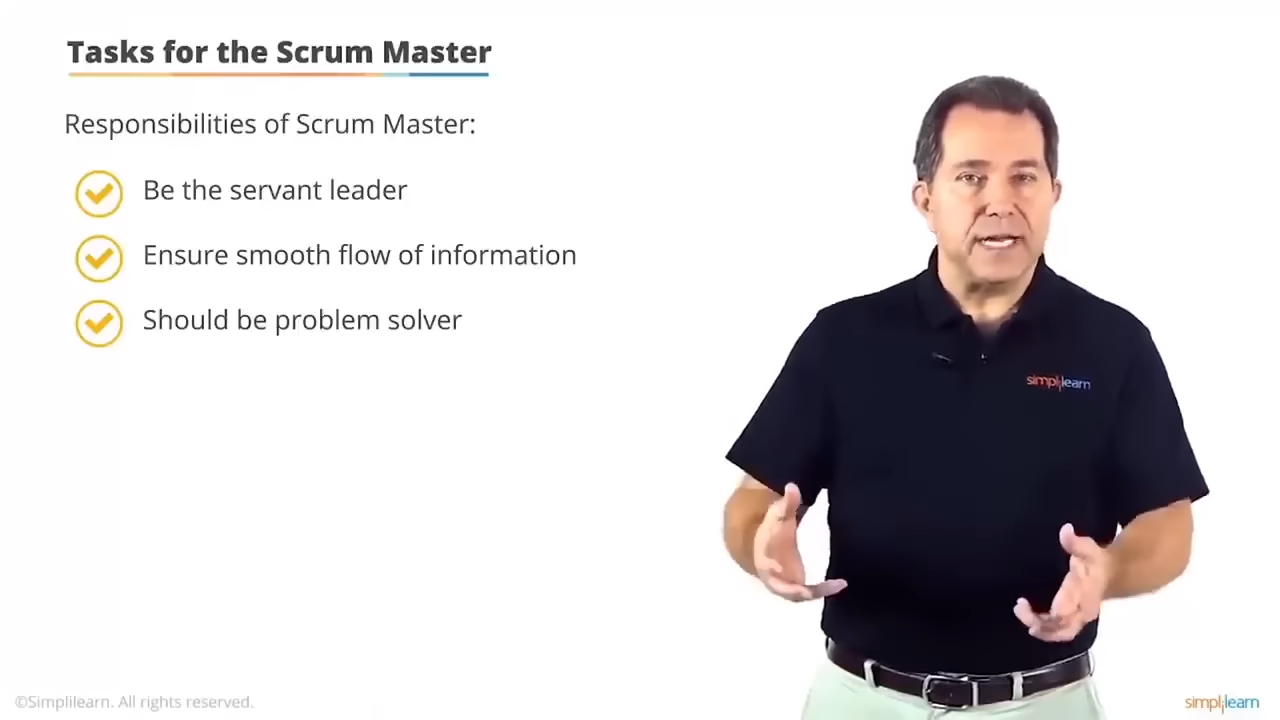 Tasks for the Scrum Master
Responsibilities of Scrum Master:
Be the servant leader
Ensure smooth flow of information
Should be problem solver
simplilearn
©Simplilearn. All rights reserved.
simplilearn